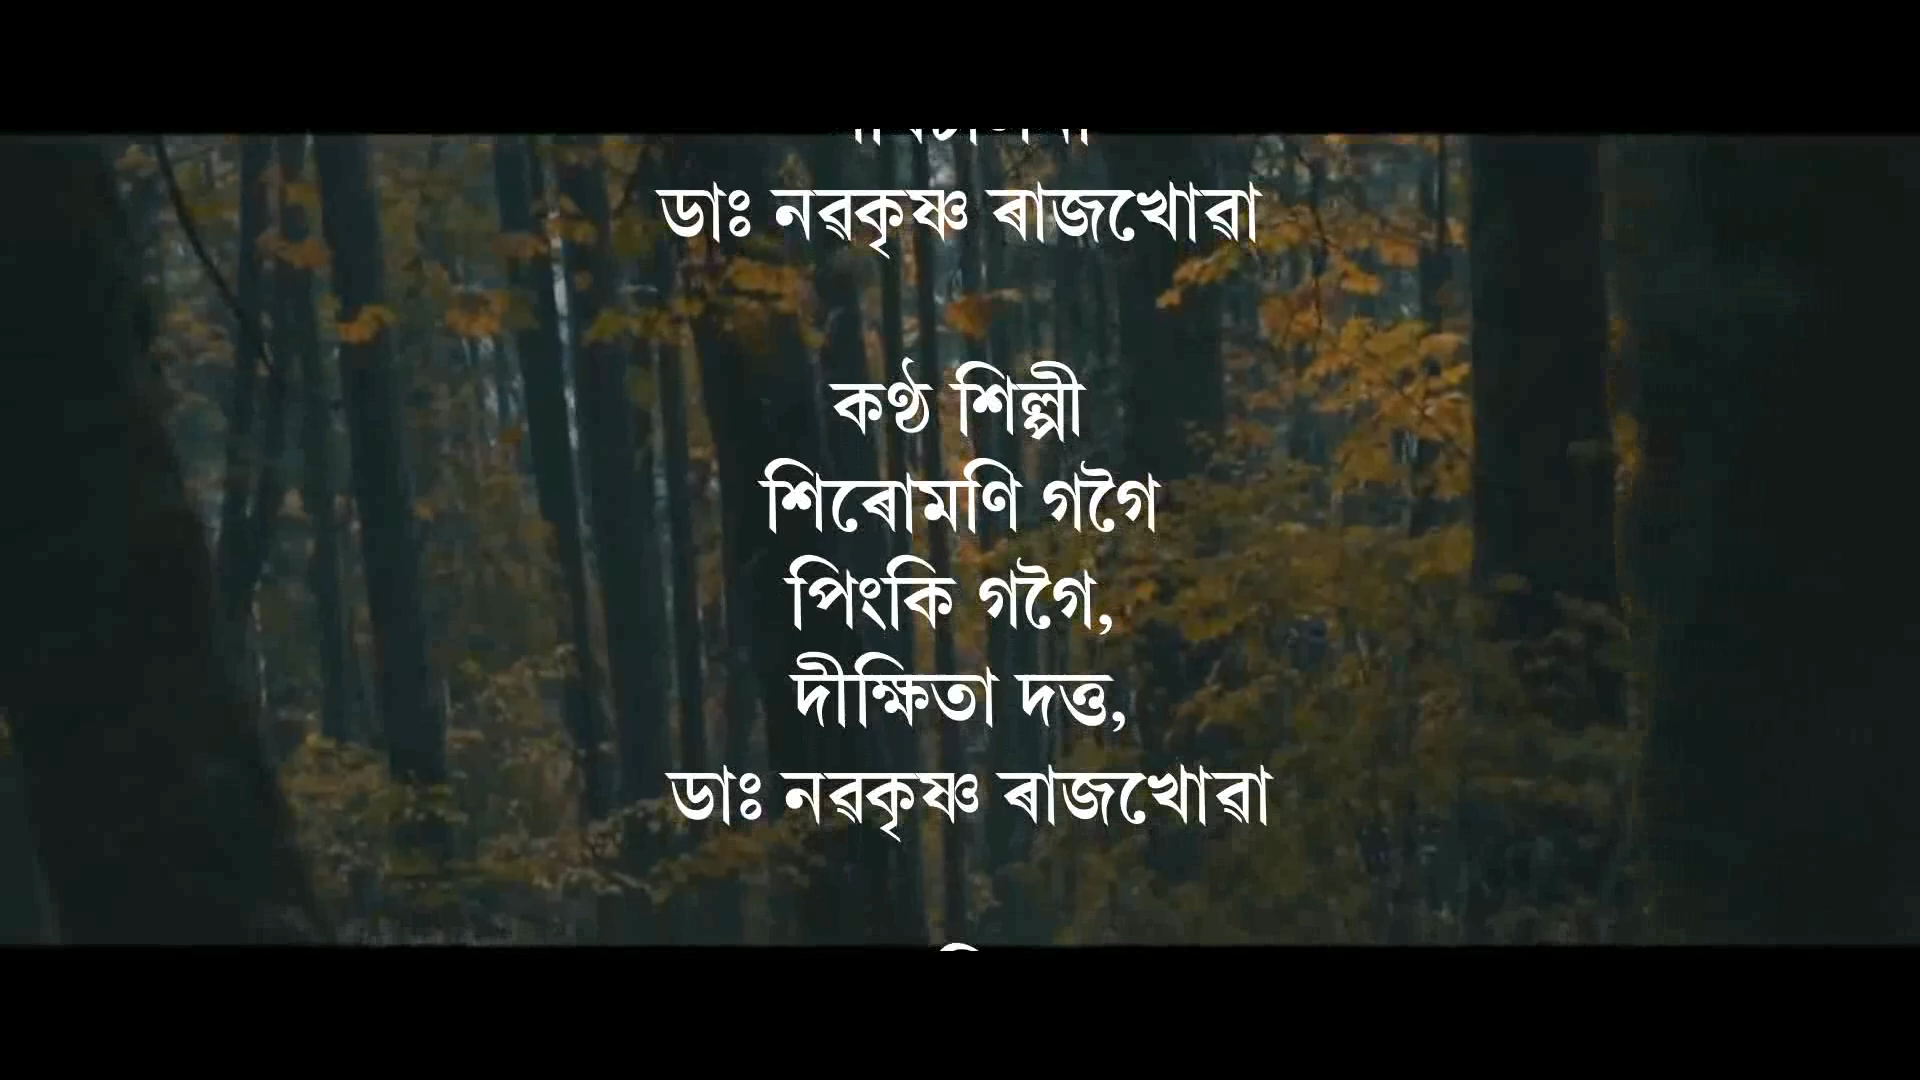 ডাঃ নৱকৃষ্ণ ৰাজখোৱা
কণ্ঠ শিল্পী
শিৰোমণি গগৈ
পিংকি গগৈ,
দীক্ষিতা দত্ত,
ডাঃ নৱকৃষ্ণ ৰাজখোৱা